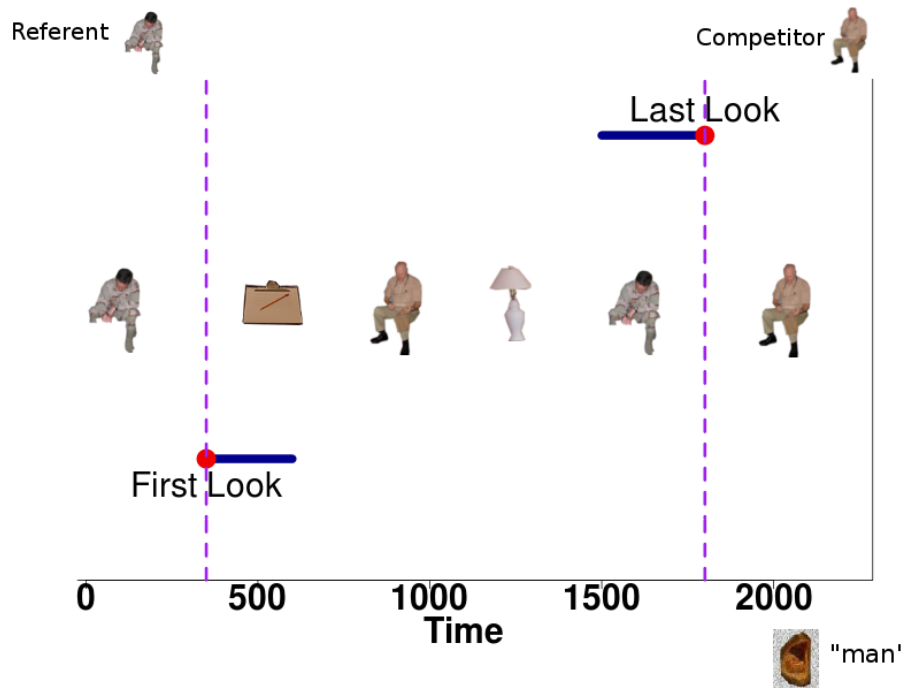 Referent
Competitor
Last Look
First Look
0 500 1000 1500 2000
Time
"man'